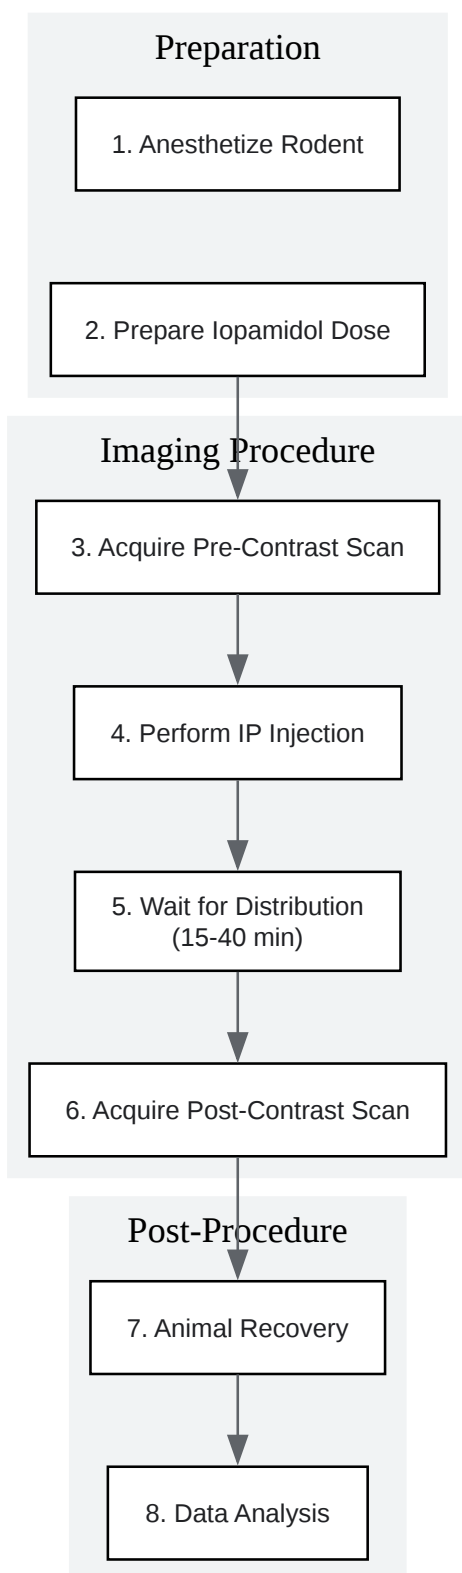 Preparation
1. Anesthetize Rodent
2. Prepare Iopamidol Dose
Imaging Procedure
3. Acquire Pre-Contrast Scan
4. Perform IP Injection
5. Wait for Distribution
(15-40 min)
6. Acquire Post-Contrast Scan
Post-Procedure
7. Animal Recovery
8. Data Analysis